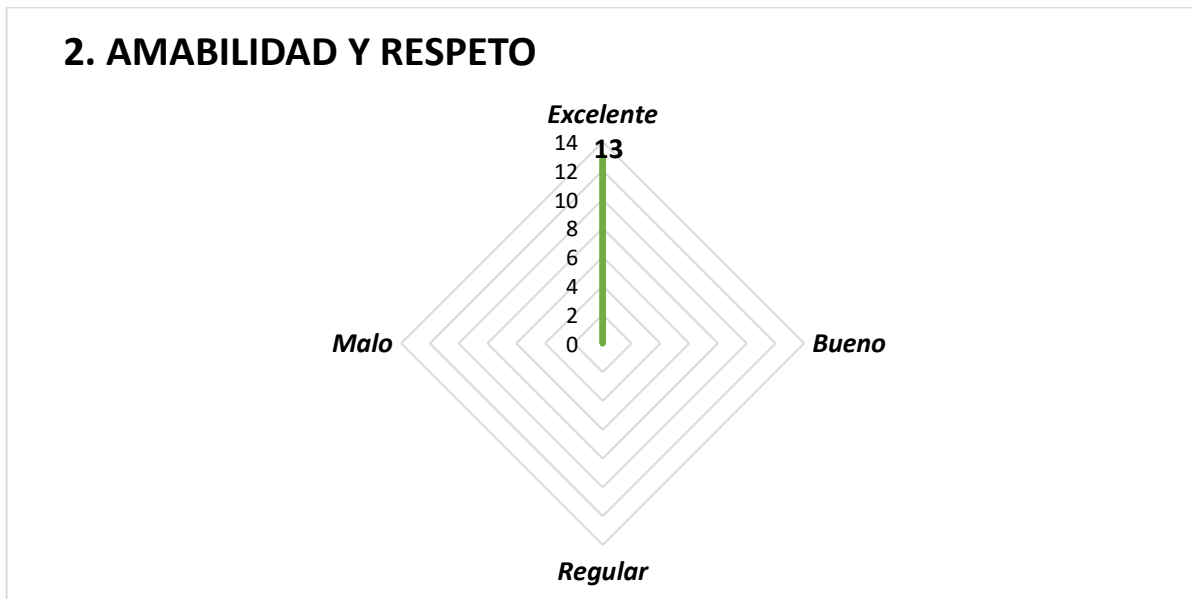 2. AMABILIDAD Y RESPETO
Excelente
14
13
12
10
8
6
4
2
0
Malo
Bueno
Regular